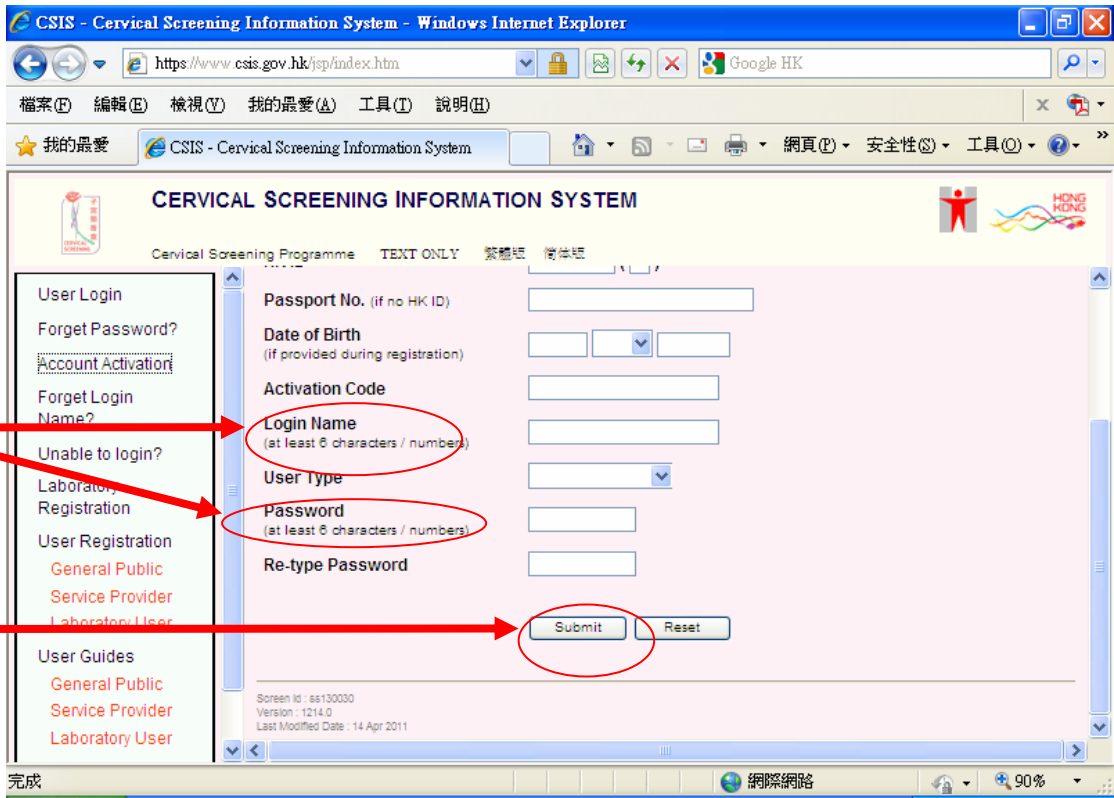 CSIS - Cervical Screening Information System - Windows Internet Explorer
https://www.csis.gov.hk/jsp/index.htm
Google HK
檔案(F) 編輯(E) 檢視(V) 我的最愛(A) 工具(T) 說明(H)
我的最愛
CSIS - Cervical Screening Information System
網頁(P) 安全性(S) 工具(O)
CERVICAL SCREENING INFORMATION SYSTEM
HONG
KONG
CERVICAL
SCREENING
Cervical Screening Programme TEXT ONLY 繁體版 简体版
User Login
Forget Password?
Account Activation
Forget Login
Name?
Unable to login?
Laboratory
Registration
User Registration
General Public
Service Provider
Laboratory User
User Guides
General Public
Service Provider
Laboratory User
Passport No. (if no HK ID)
Date of Birth
(if provided during registration)
Activation Code
Login Name
(at least 6 characters / numbers)
User Type
Password
(at least 6 characters / numbers)
Re-type Password
Submit Reset
Screen Id : ss130030
Version : 1214.0
Last Modified Date : 14 Apr 2011
完成
網際網路
90%